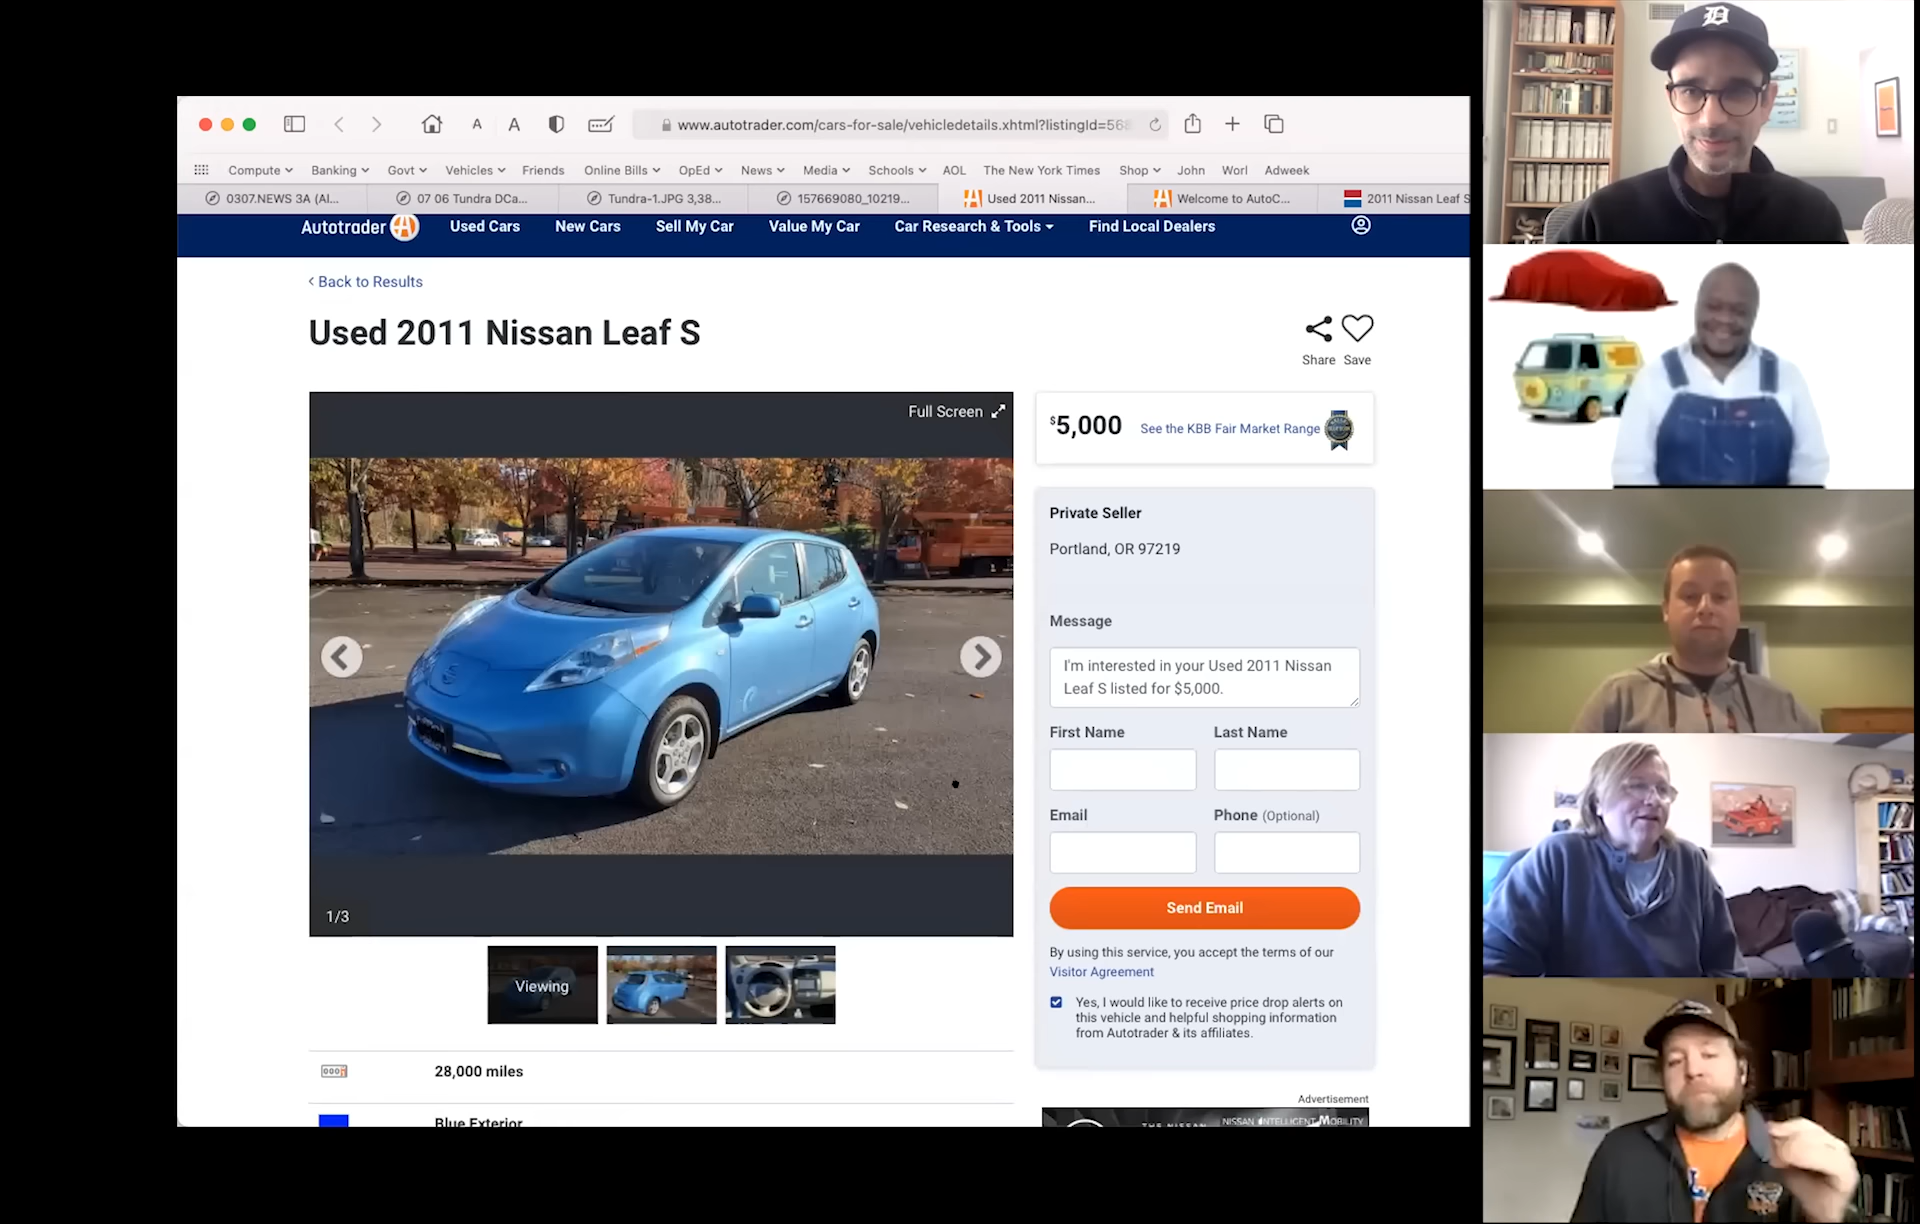 www.autotrader.com/cars-for-sale/vehicledetails.xhtml?listingId=568
Compute Banking Govt Vehicles Friends Online Bills OpEd News Media Schools AOL The New York Times Shop John Worl Adweek
0307.NEWS 3A (Al... 07 06 Tundra DCa... Tundra-1.JPG 3,38... 157669080_10219... Used 2011 Nissan... Welcome to AutoC... 2011 Nissan Leaf S
Autotrader Used Cars New Cars Sell My Car Value My Car Car Research & Tools Find Local Dealers
Back to Results
Used 2011 Nissan Leaf S
Share Save
Full Screen
$5,000 See the KBB Fair Market Range
Private Seller
Portland, OR 97219
Message
I'm interested in your Used 2011 Nissan
Leaf S listed for $5,000.
First Name Last Name
Email Phone (Optional)
Send Email
1/3
By using this service, you accept the terms of our
Visitor Agreement
Viewing
Yes, I would like to receive price drop alerts on
this vehicle and helpful shopping information
from Autotrader & its affiliates.
28,000 miles
Advertisement
Blue Exterior
THE NISSAN NISSAN INTELLIGENT MOBILITY